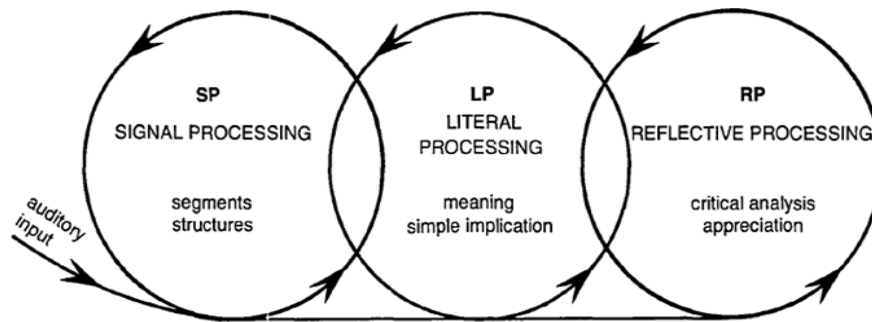 SP
SIGNAL PROCESSING
segments
structures
LP
LITERAL
PROCESSING
meaning
simple implication
RP
REFLECTIVE PROCESSING
critical analysis
appreciation
auditory
input